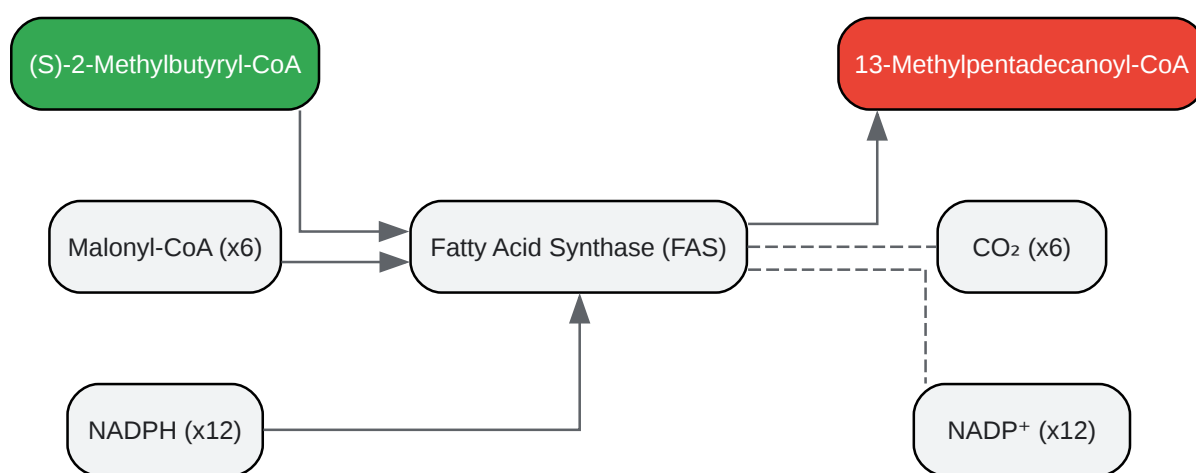 (S)-2-Methylbutyryl-CoA
13-Methylpentadecanoyl-CoA
Malonyl-CoA (x6)
Fatty Acid Synthase (FAS)
CO₂ (x6)
NADPH (x12)
NADP⁺ (x12)